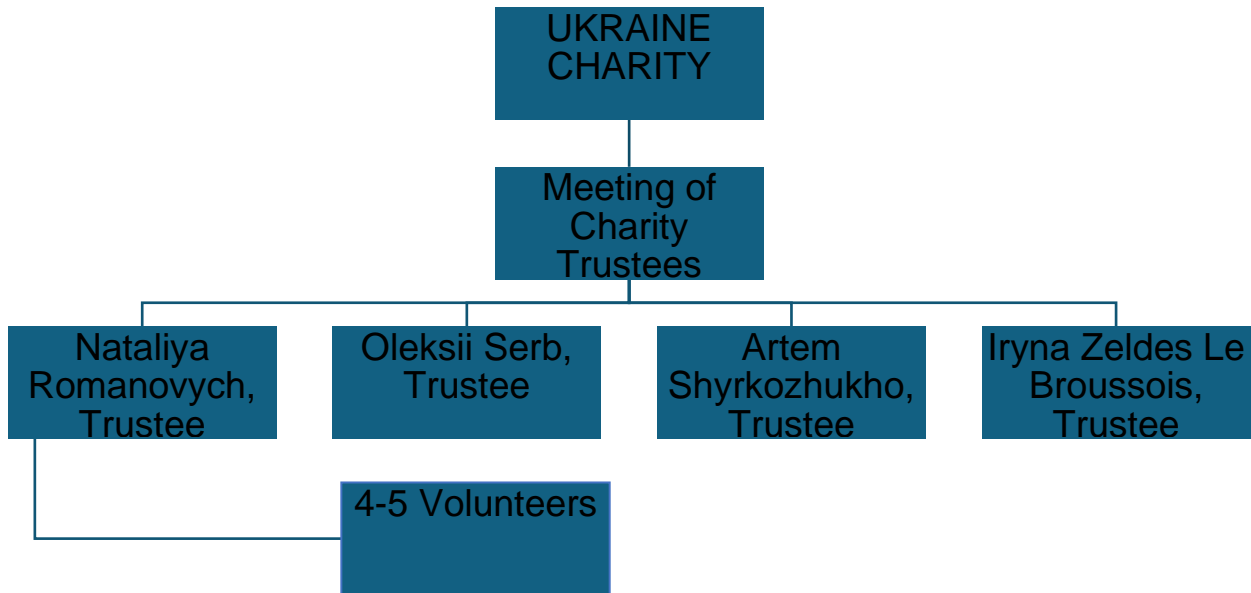 UKRAINE
CHARITY
Meeting of
Charity
Trustees
Nataliya
Romanovych,
Trustee
Oleksii Serb,
Trustee
Artem
Shyrkozhukho,
Trustee
Iryna Zeldes Le
Broussois,
Trustee
4-5 Volunteers